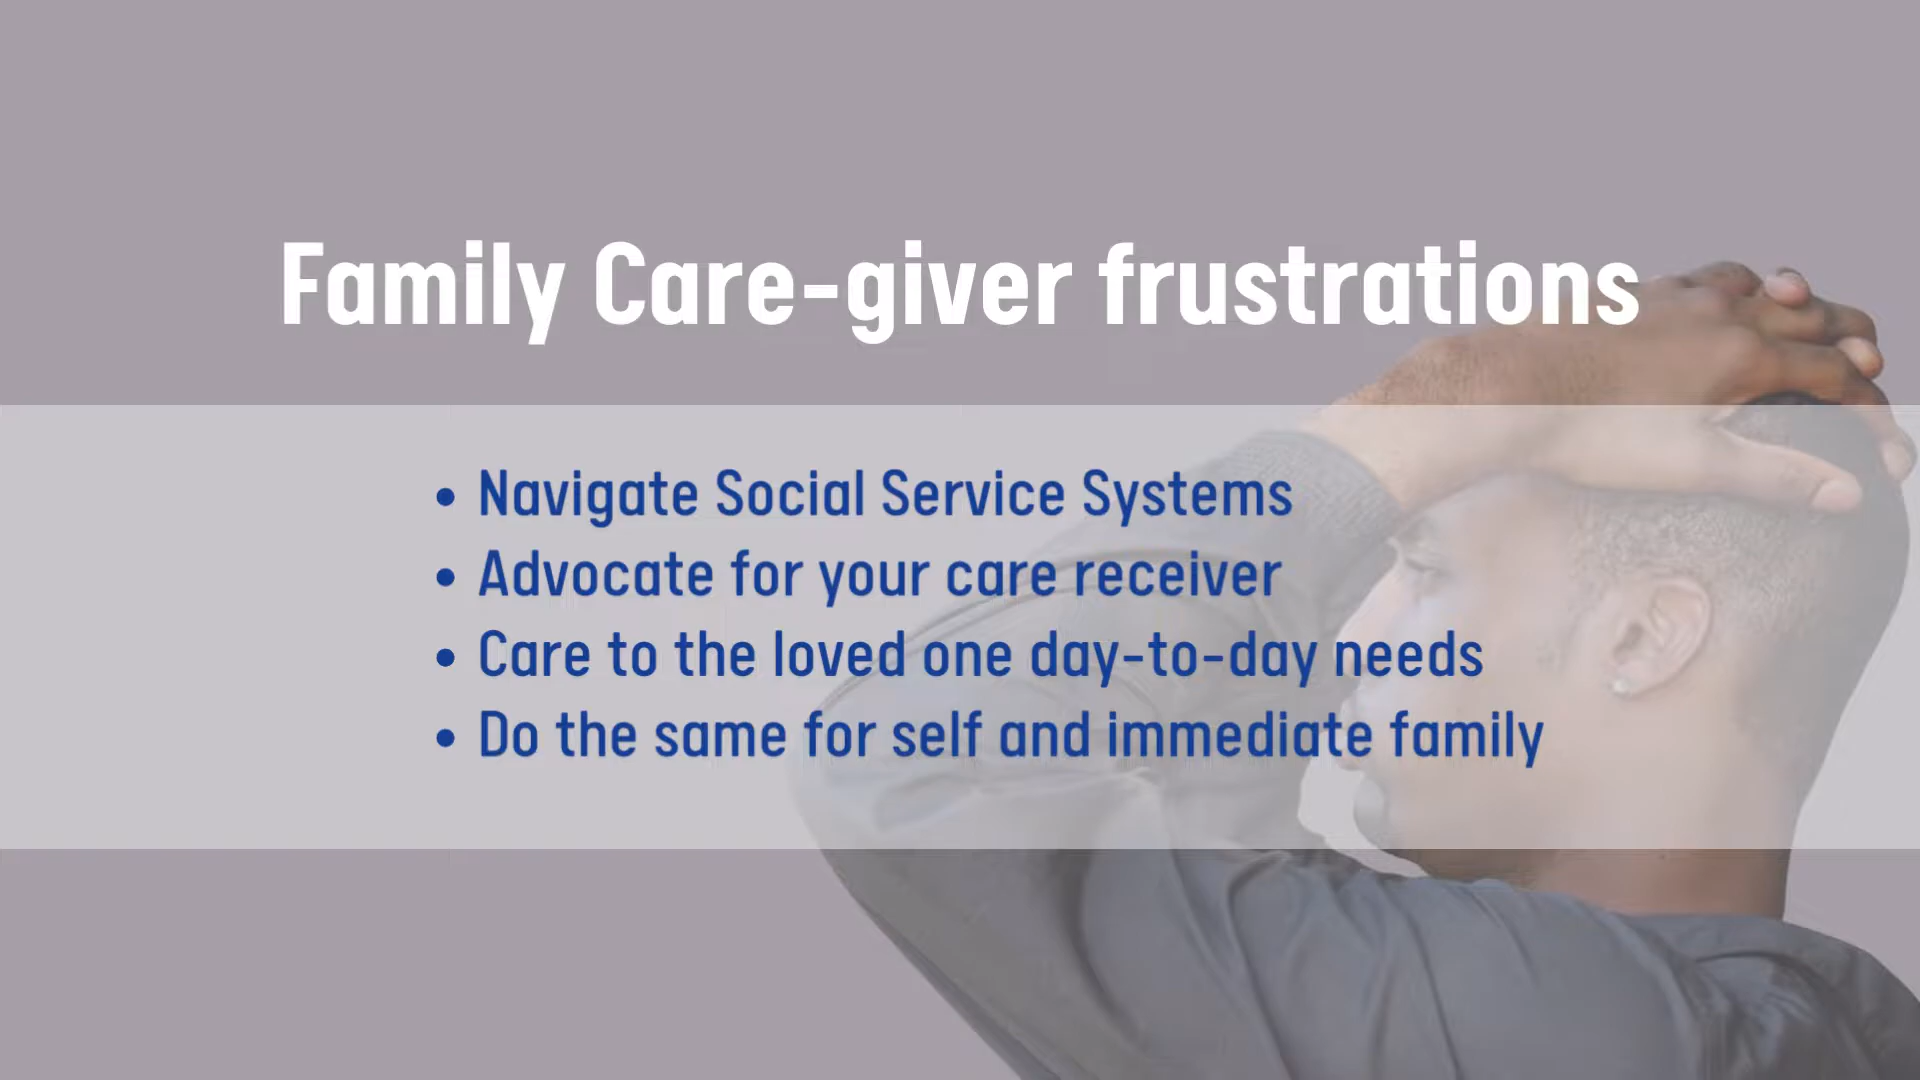 Family Care-giver frustrations
• Navigate Social Service Systems
• Advocate for your care receiver
• Care to the loved one day-to-day needs
• Do the same for self and immediate family